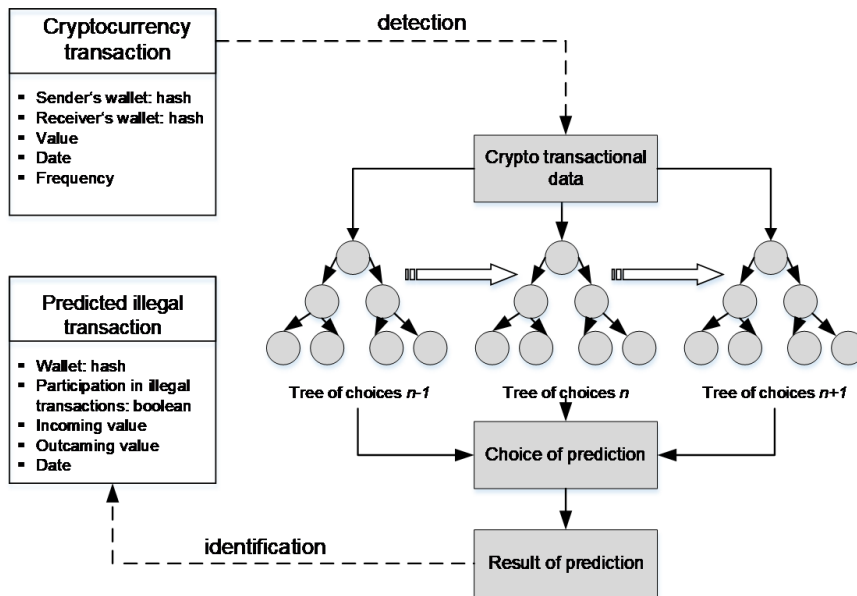 Cryptocurrency
transaction
▪ Sender‘s wallet: hash
▪ Receiver‘s wallet: hash
▪ Value
▪ Date
▪ Frequency
detection
Crypto transactional
data
Tree of choices n-1
Tree of choices n
Tree of choices n+1
Predicted illegal
transaction
▪ Wallet: hash
▪ Participation in illegal
transactions: boolean
▪ Incoming value
▪ Outcaming value
▪ Date
Choice of prediction
identification
Result of prediction